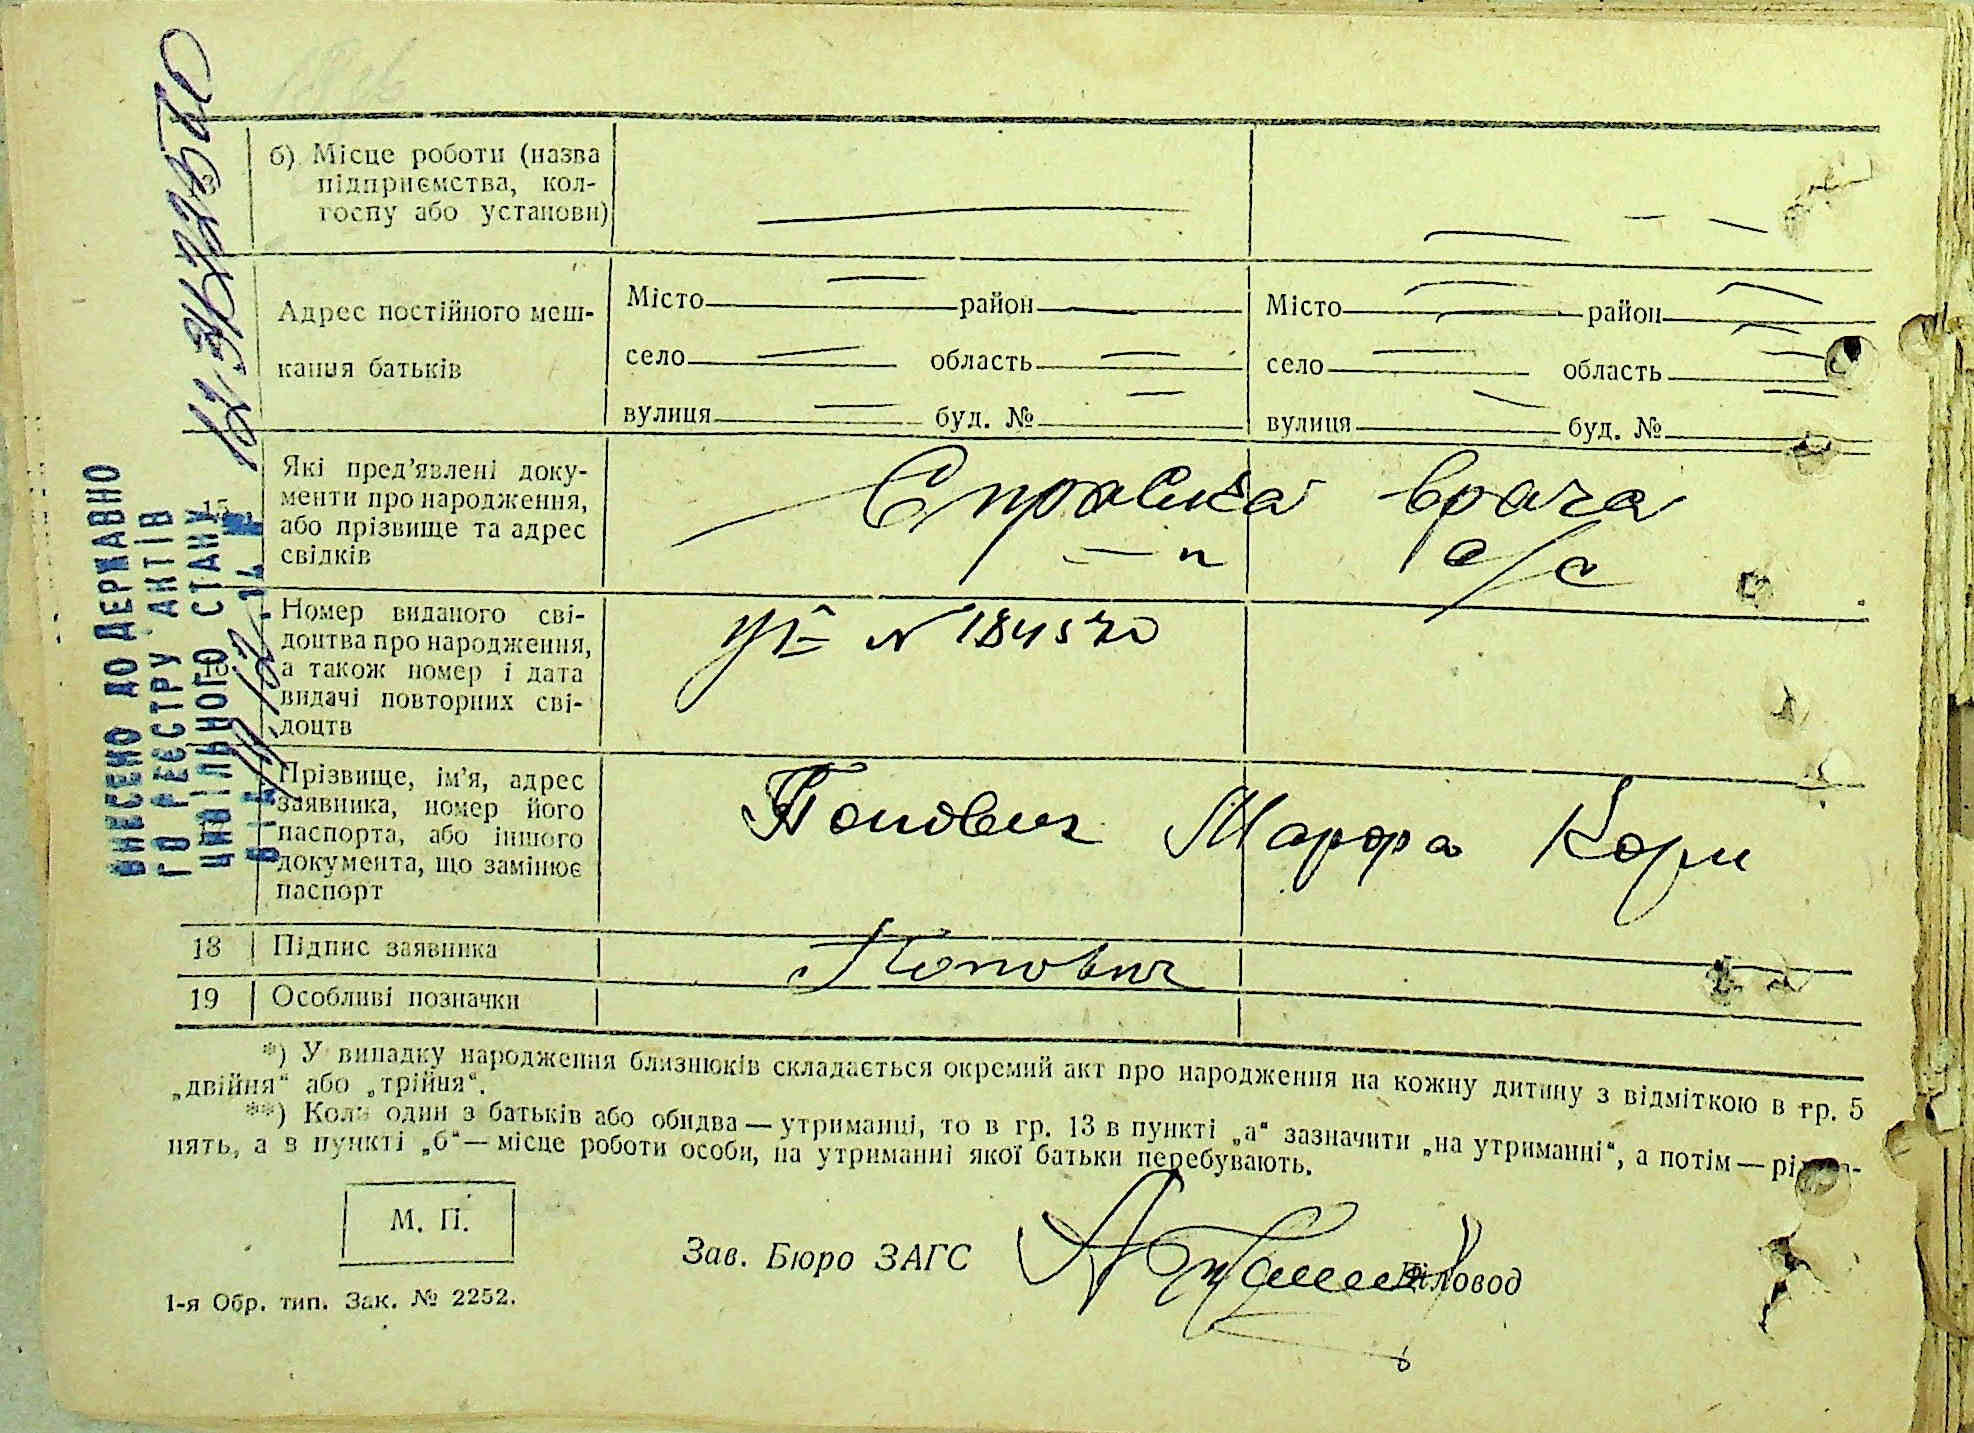 б) Місце роботи (назва
підприємства, кол-
госпу або установи)
Адрес постійного меш-
кання батьків
Місто район
село область
вулиця буд. №
Місто район
село область
вулиця буд. №
15
Які пред'явлені доку-
менти про народження,
або прізвище та адрес
свідків
Справка врача
с/с
Номер виданого сві-
доцтва про народження,
а також номер і дата
видачі повторних сві-
доцтв
N 184570
Прізвище, ім'я, адрес
заявника, номер його
паспорта, або іншого
документа, що замінює
паспорт
Попович Марфа Корн
18 Підпис заявника
Попович
19 Особливі позначки
*) У випадку народження близнюків складається окремий акт про народження на кожну дитину з відміткою в гр. 5
„двійня“ або „трійня“.
**) Коли один з батьків або обидва — утриманці, то в гр. 13 в пункті „а“ зазначити „на утриманні“, а потім —
нять, а в пункті „б“ — місце роботи особи, на утриманні якої батьки перебувають.
М. П.
Зав. Бюро ЗАГС
Діловод
1-я Обр. тип. Зак. № 2252.
ВНЕСЕНО ДО ДЕРЖАВНО
ГО РЕЄСТРУ АКТІВ
ЦИВІЛЬНОГО СТАНУ